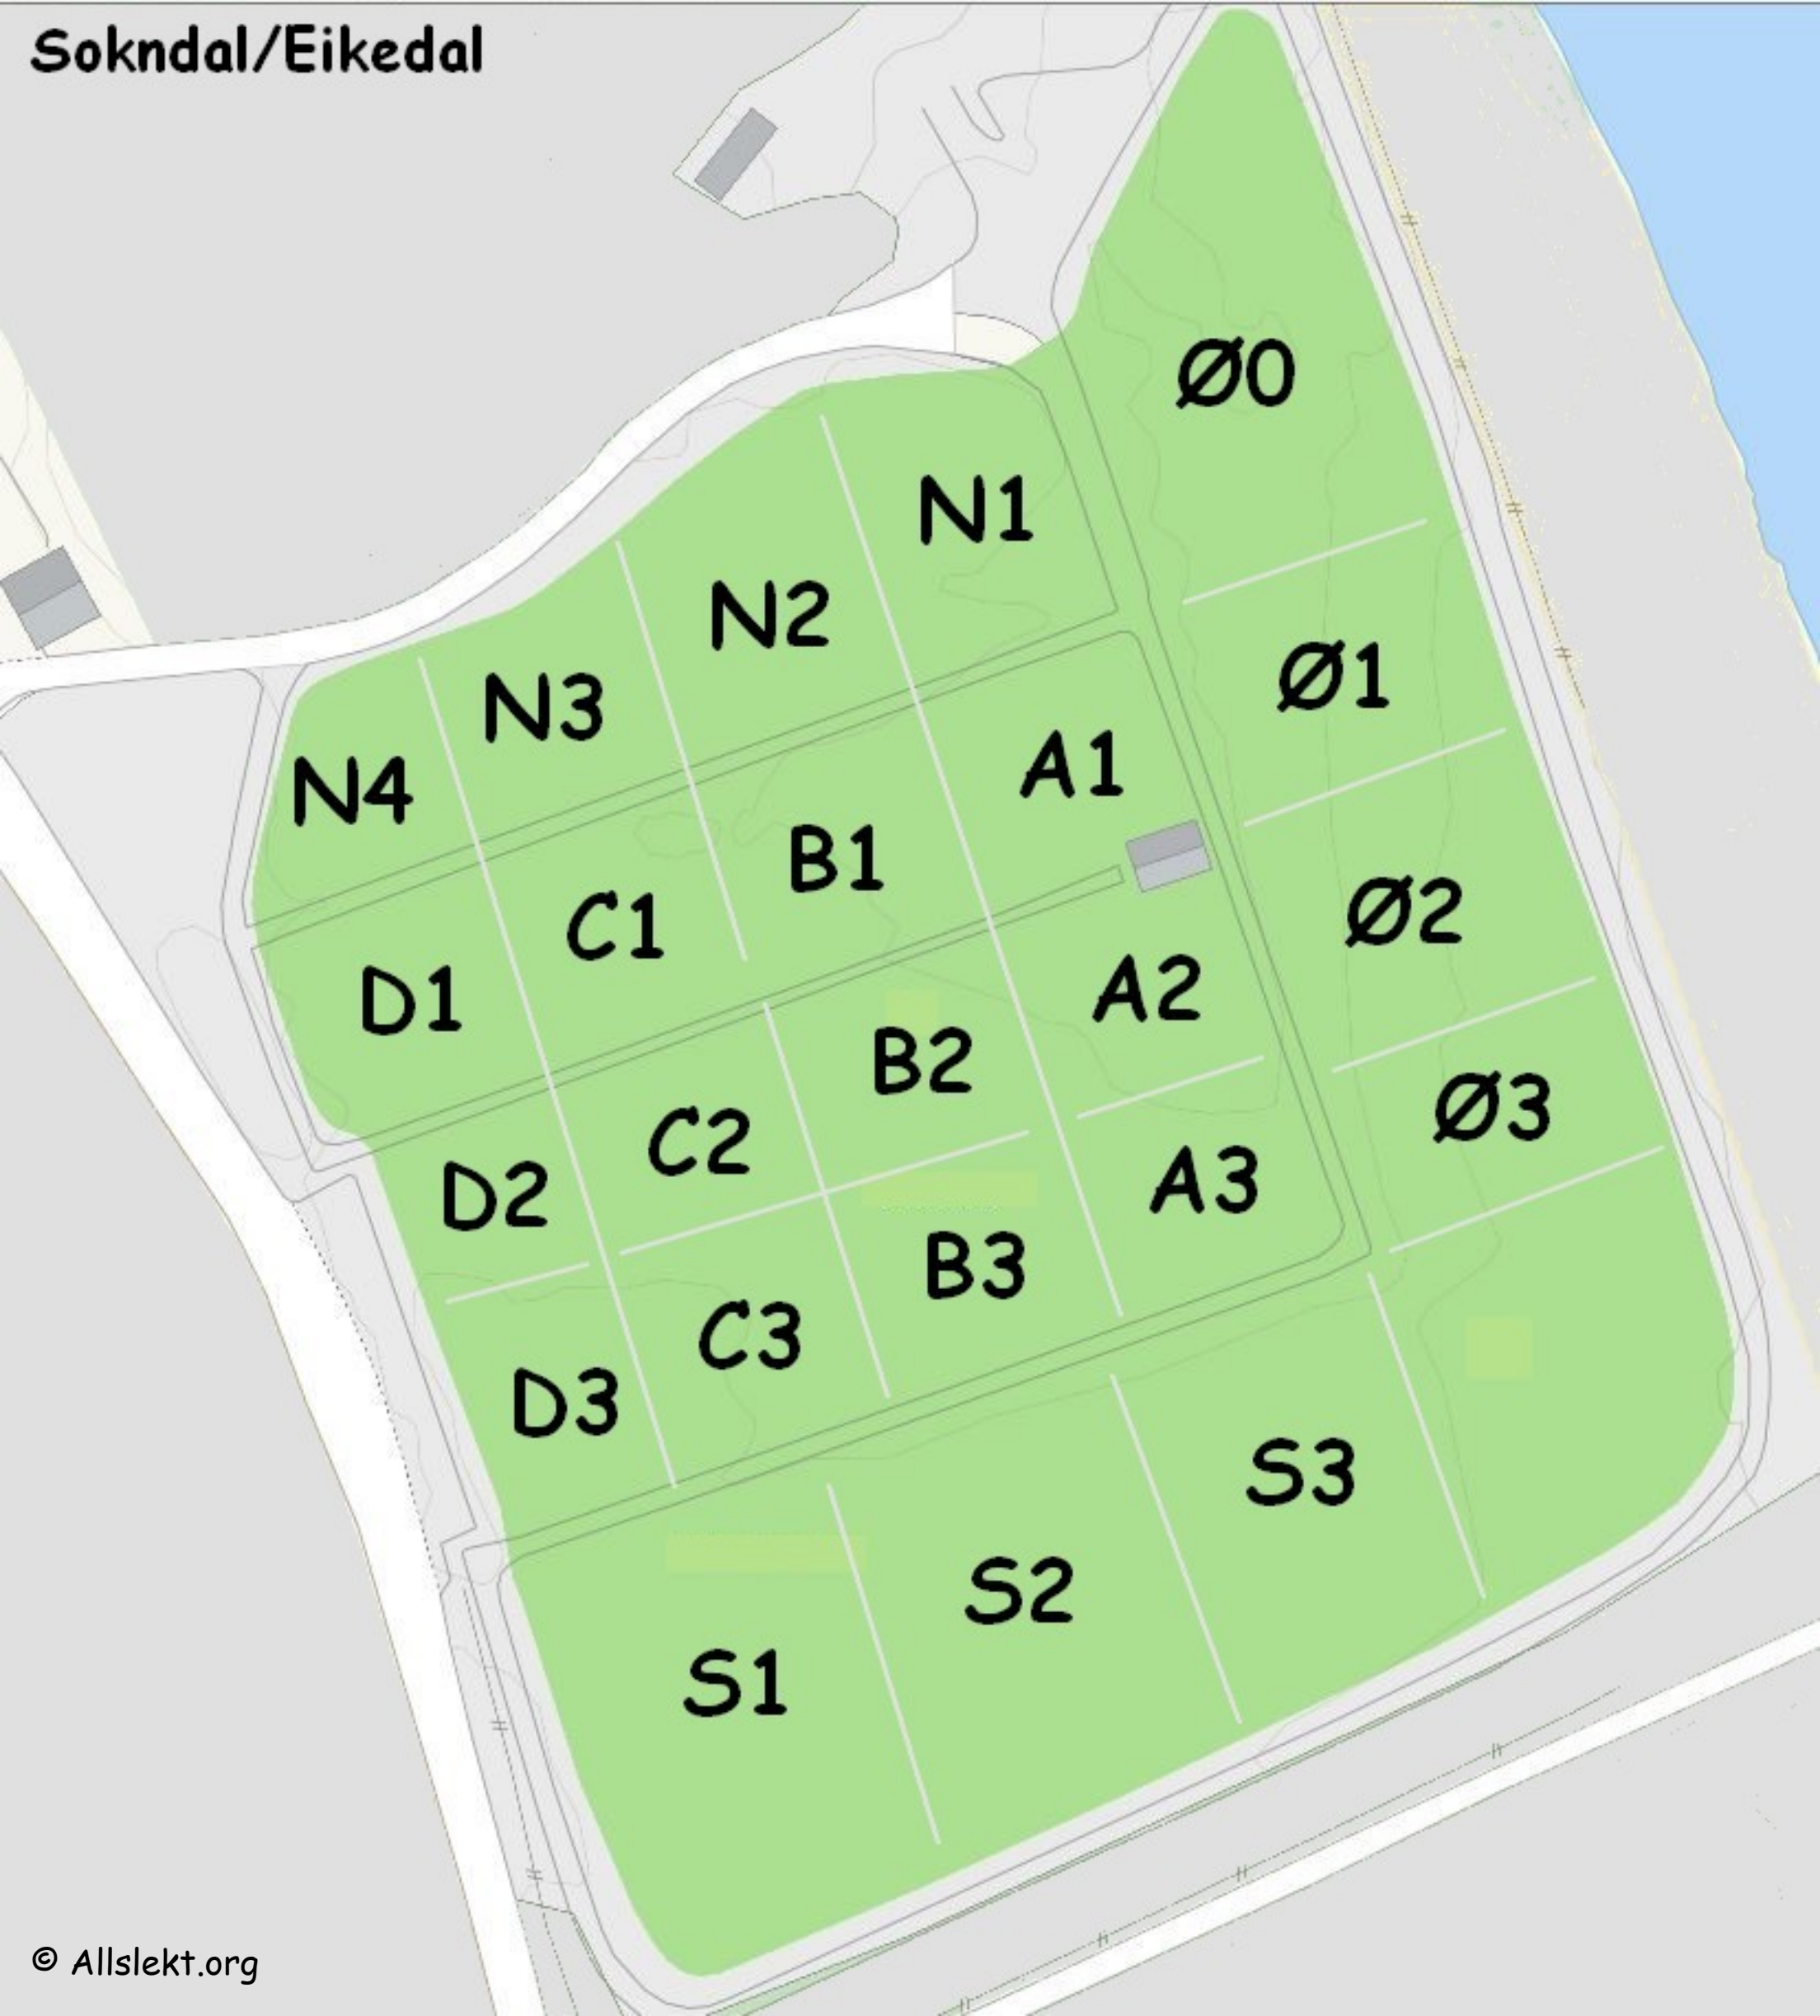 Sokndal/Eikedal
Ø0
N1
N2
Ø1
N3
A1
N4
B1
Ø2
C1
A2
D1
B2
Ø3
C2
A3
D2
B3
C3
D3
S3
S2
S1
© Allslekt.org